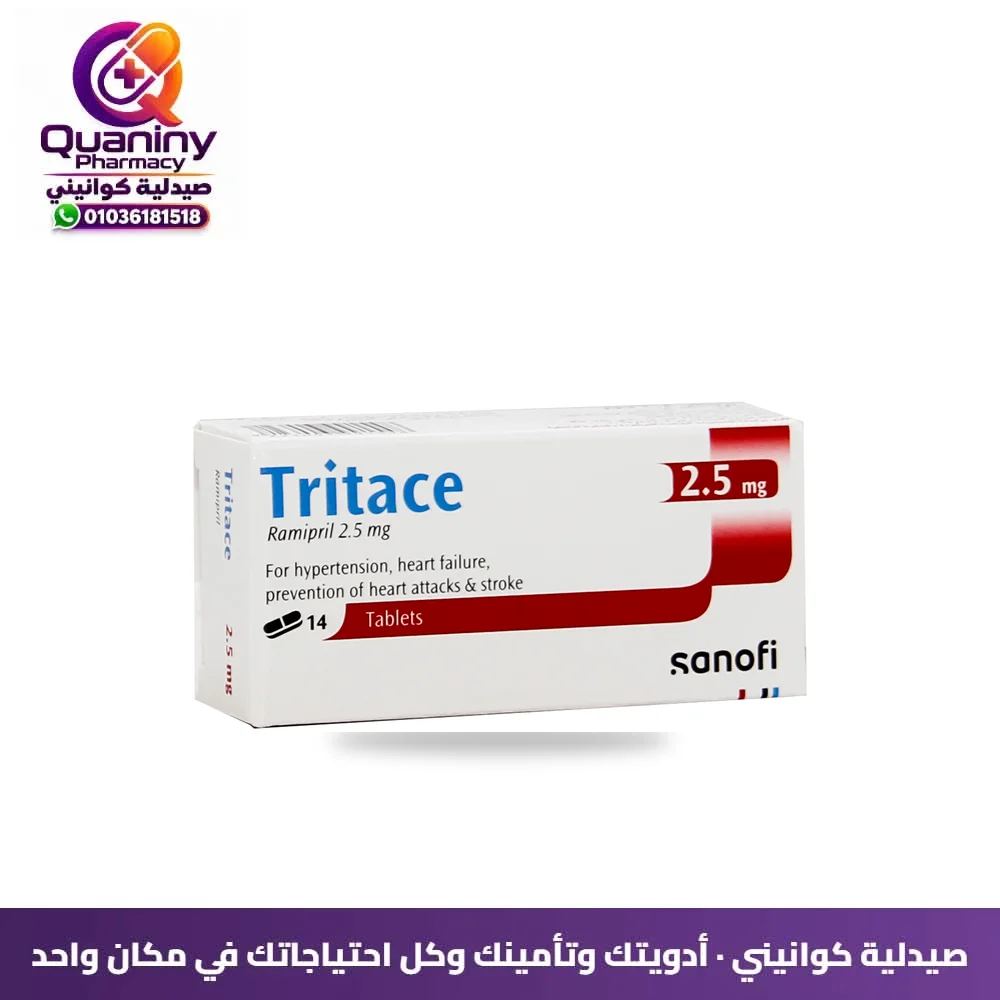 Quaniny
Pharmacy
صيدلية كوانيني
01036181518
Tritace
Ramipril 2.5 mg
2.5 mg
For hypertension, heart failure,
prevention of heart attacks & stroke
14 Tablets
sanofi
Tritace
Ramipril
2.5 mg
صيدلية كوانيني · أدويتك وتأمينك وكل احتياجاتك في مكان واحد